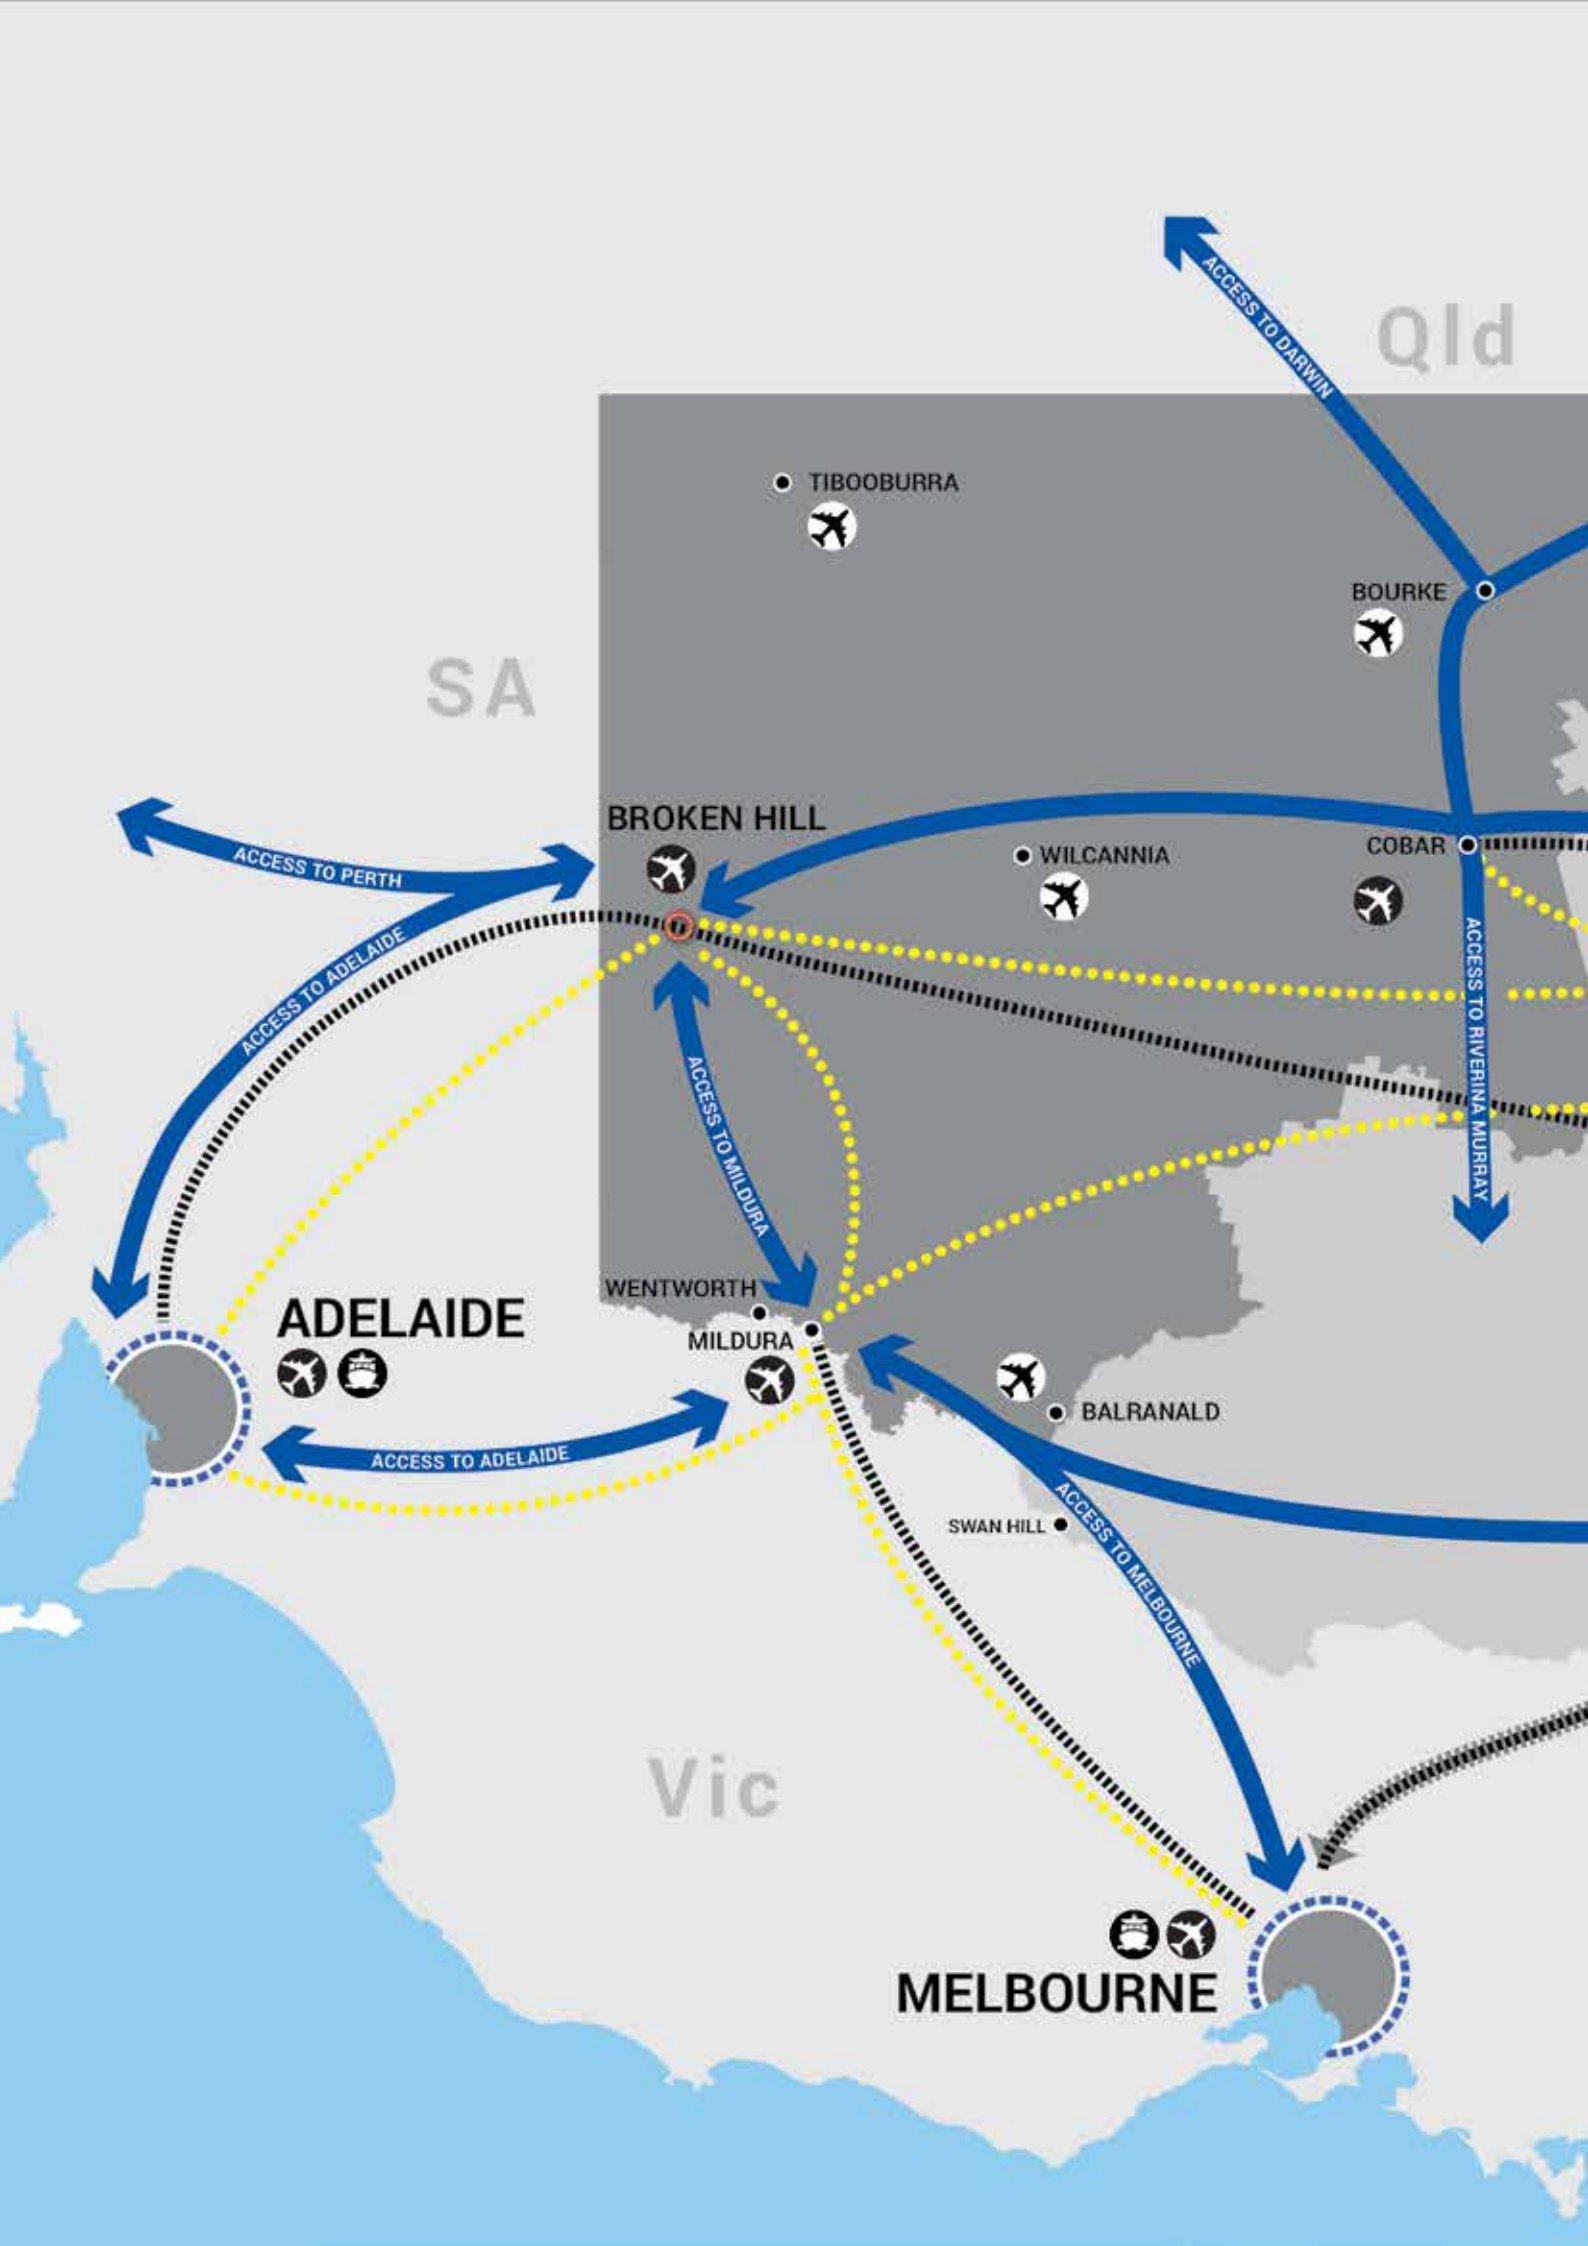 ACCESS TO DARWIN
Qld
TIBOOBURRA
BOURKE
SA
BROKEN HILL
WILCANNIA
COBAR
ACCESS TO PERTH
ACCESS TO ADELAIDE
ACCESS TO RIVERINA MURRAY
ACCESS TO MILDURA
WENTWORTH
ADELAIDE
MILDURA
BALRANALD
ACCESS TO ADELAIDE
SWAN HILL
ACCESS TO MELBOURNE
Vic
MELBOURNE